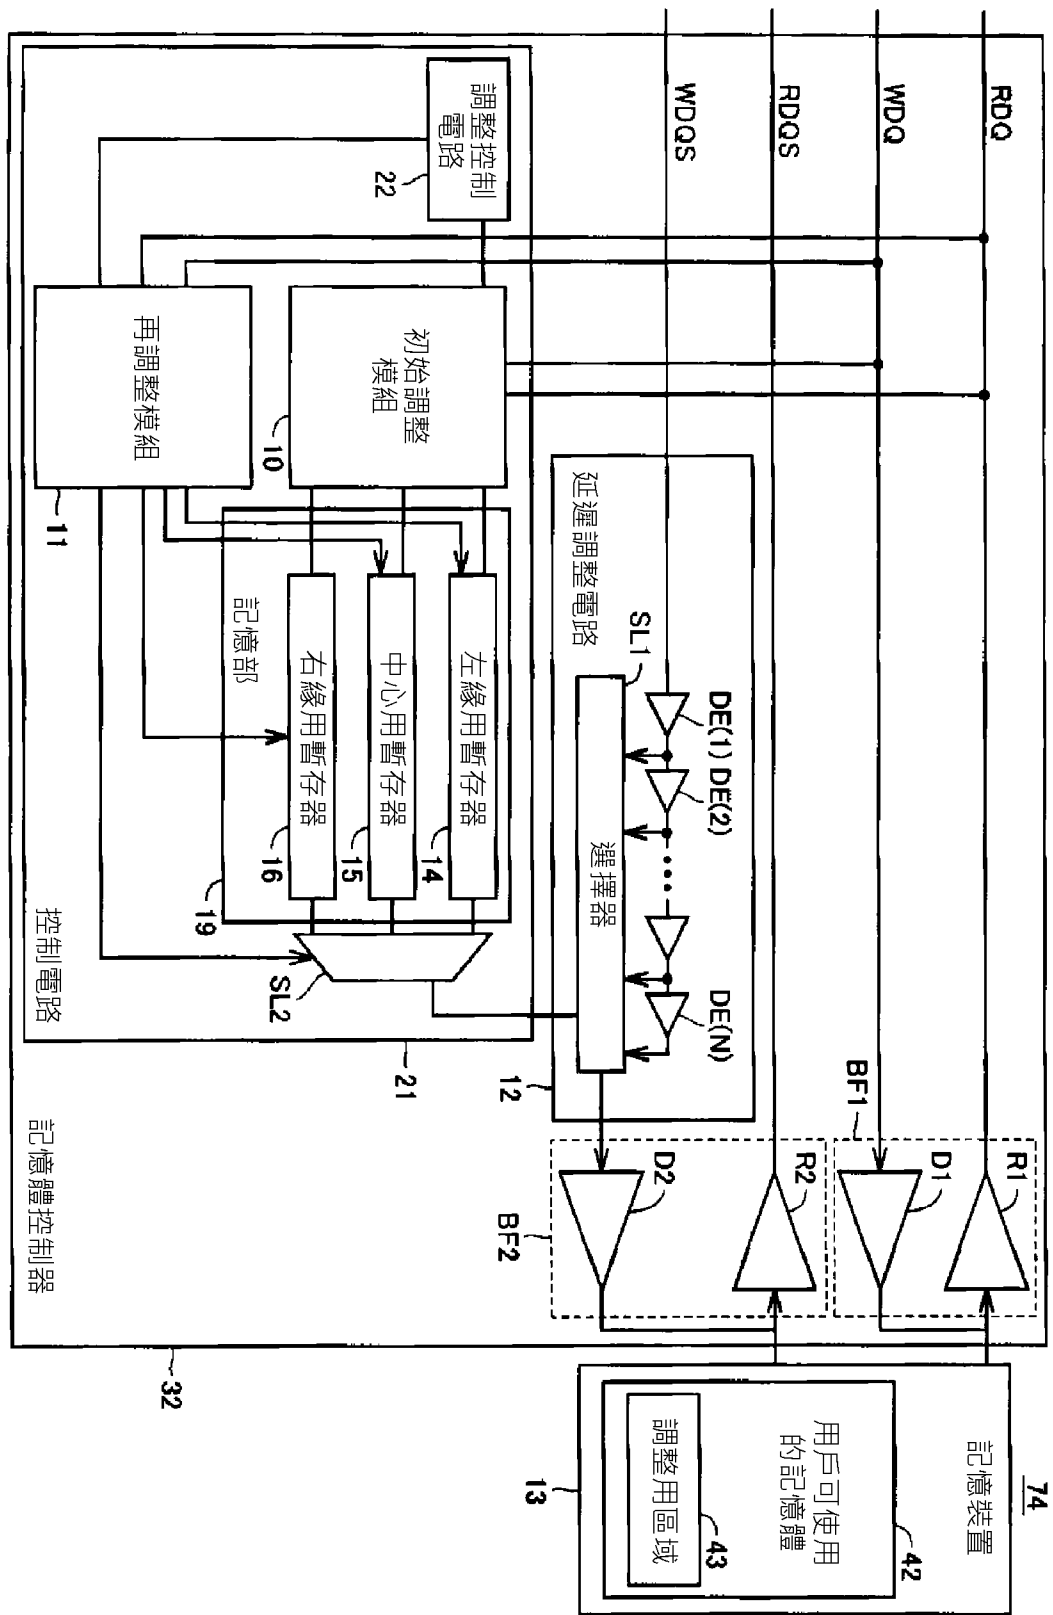 74
RDQ
WDQ
RDQS
WDQS
BF1
R1
D1
R2
D2
BF2
記憶裝置
用戶可使用
的記憶體
42
調整用區域
43
13
延遲調整電路
SL1
DE(1)
DE(2)
DE(N)
選擇器
12
調整控制
電路
22
初始調整
模組
10
再調整模組
11
左緣用暫存器
14
中心用暫存器
15
右緣用暫存器
16
記憶部
19
SL2
控制電路
21
記憶體控制器
32